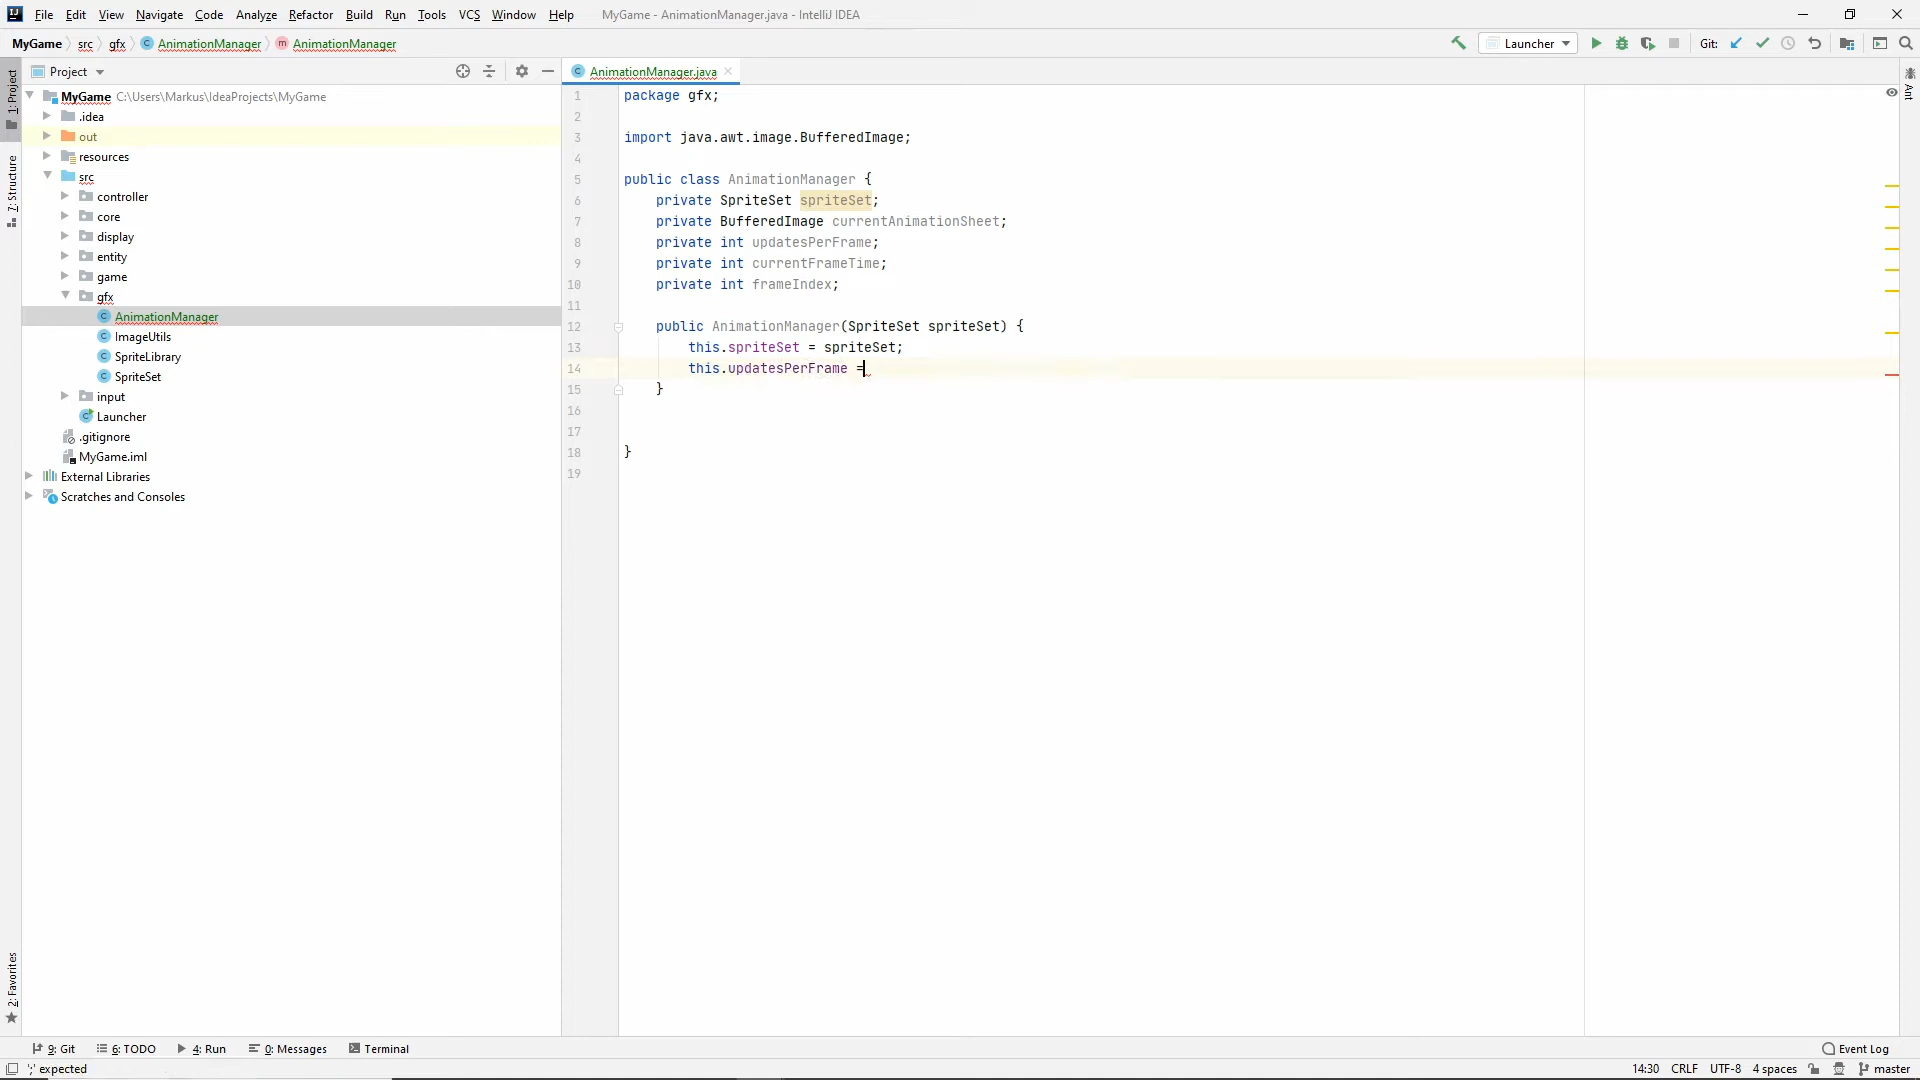 File Edit View Navigate Code Analyze Refactor Build Run Tools VCS Window Help MyGame - AnimationManager.java - IntelliJ IDEA
MyGame src gfx AnimationManager AnimationManager Launcher Git:
Project AnimationManager.java
MyGame C:\Users\Markus\IdeaProjects\MyGame
.idea
out
resources
src
controller
core
display
entity
game
gfx
AnimationManager
ImageUtils
SpriteLibrary
SpriteSet
input
Launcher
.gitignore
MyGame.iml
External Libraries
Scratches and Consoles
1: Project
7: Structure
2: Favorites
1 package gfx;
2
3 import java.awt.image.BufferedImage;
4
5 public class AnimationManager {
6 private SpriteSet spriteSet;
7 private BufferedImage currentAnimationSheet;
8 private int updatesPerFrame;
9 private int currentFrameTime;
10 private int frameIndex;
11
12 public AnimationManager(SpriteSet spriteSet) {
13 this.spriteSet = spriteSet;
14 this.updatesPerFrame =
15 }
16
17
18 }
19
Ant
9: Git 6: TODO 4: Run 0: Messages Terminal Event Log
';' expected 14:30 CRLF UTF-8 4 spaces master